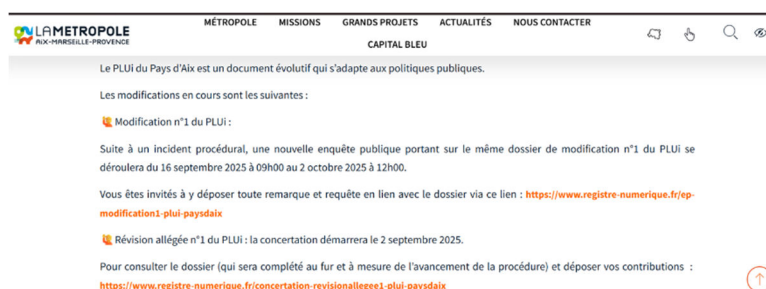 MÉTROPOLE MISSIONS GRANDS PROJETS ACTUALITÉS NOUS CONTACTER
LA METROPOLE
AIX-MARSEILLE-PROVENCE
CAPITAL BLEU
Le PLUi du Pays d'Aix est un document évolutif qui s'adapte aux politiques publiques.
Les modifications en cours sont les suivantes :
Modification n°1 du PLUi :
Suite à un incident procédural, une nouvelle enquête publique portant sur le même dossier de modification n°1 du PLUi se
déroulera du 16 septembre 2025 à 09h00 au 2 octobre 2025 à 12h00.
Vous êtes invités à y déposer toute remarque et requête en lien avec le dossier via ce lien : https://www.registre-numerique.fr/ep-
modification1-plui-paysdaix
Révision allégée n°1 du PLUi : la concertation démarrera le 2 septembre 2025.
Pour consulter le dossier (qui sera complété au fur et à mesure de l'avancement de la procédure) et déposer vos contributions :
https://www.registre-numerique.fr/concertation-revisionallegee1-plui-paysdaix